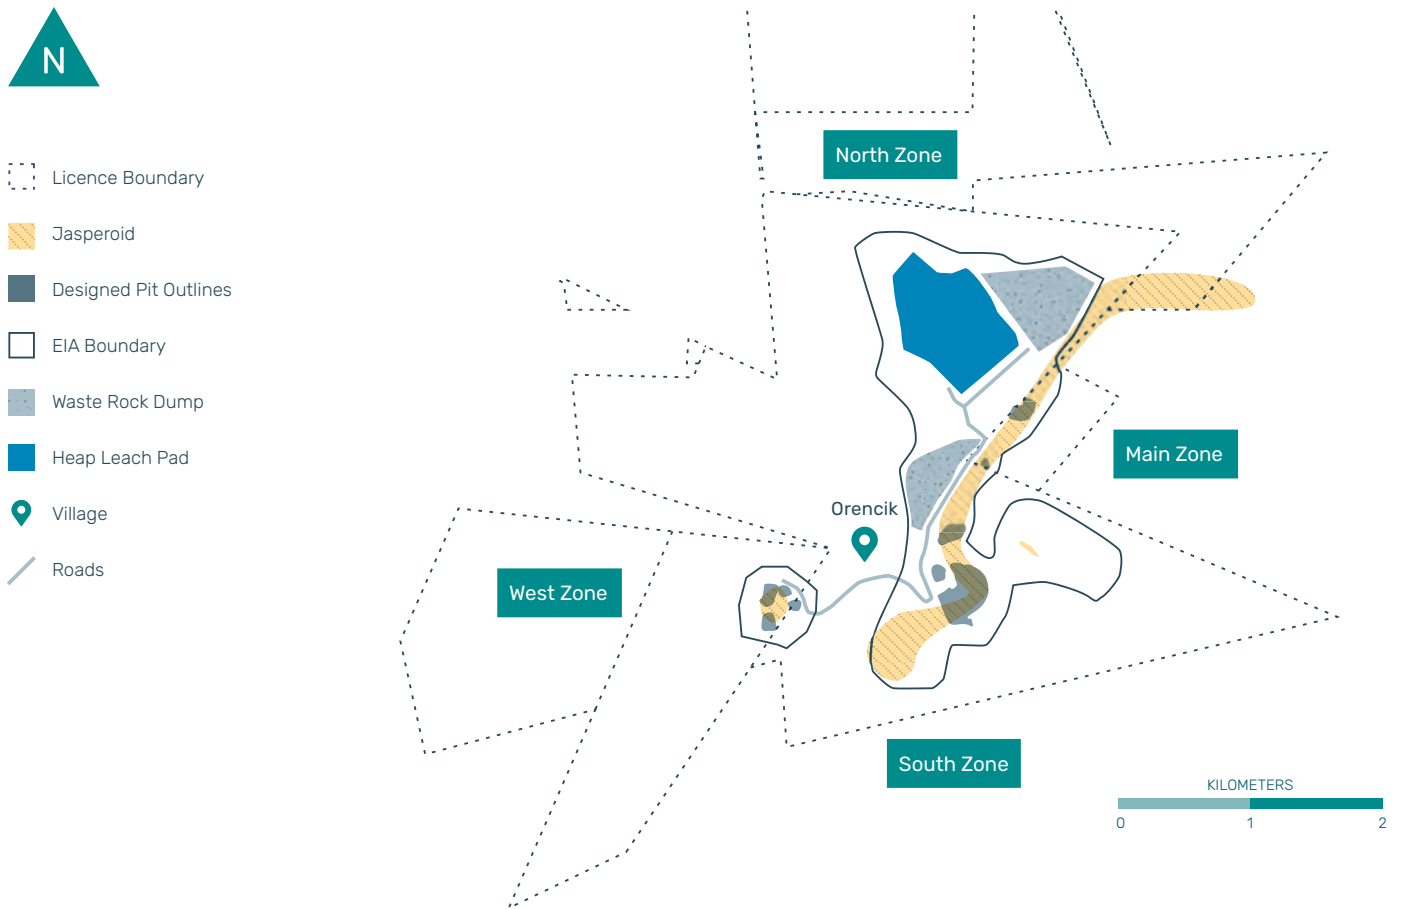 N
Licence Boundary
Jasperoid
Designed Pit Outlines
EIA Boundary
Waste Rock Dump
Heap Leach Pad
Village
Roads
North Zone
Main Zone
Orencik
West Zone
South Zone
KILOMETERS
0 1 2